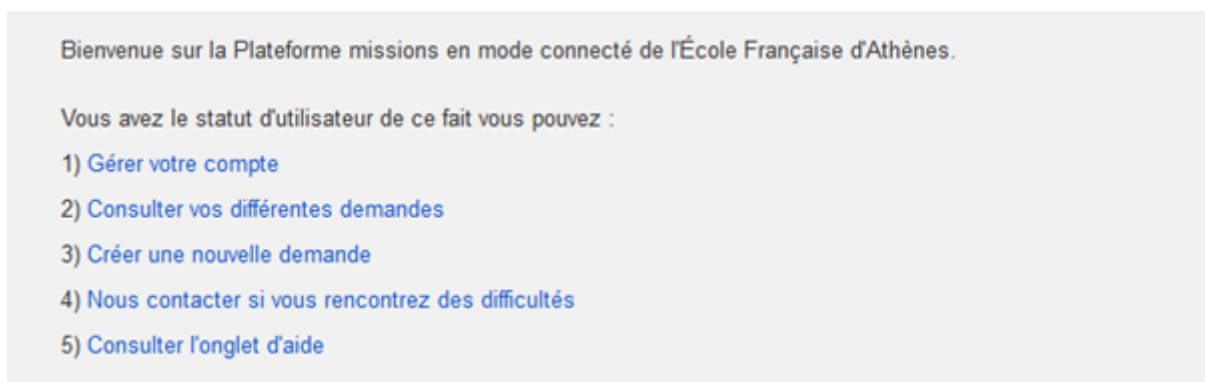 Bienvenue sur la Plateforme missions en mode connecté de l'École Française d'Athènes.
Vous avez le statut d'utilisateur de ce fait vous pouvez :
1) Gérer votre compte
2) Consulter vos différentes demandes
3) Créer une nouvelle demande
4) Nous contacter si vous rencontrez des difficultés
5) Consulter l'onglet d'aide